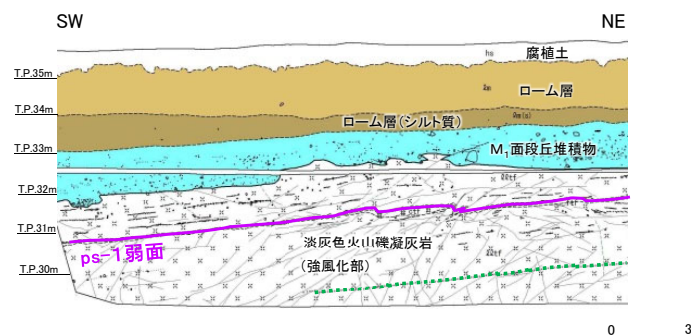 SW
NE
腐植土
T.P.35m
ローム層
T.P.34m
ローム層(シルト質)
T.P.33m
M1面段丘堆積物
T.P.32m
T.P.31m
ps-1弱面
淡灰色火山礫凝灰岩
(強風化部)
T.P.30m
0
3